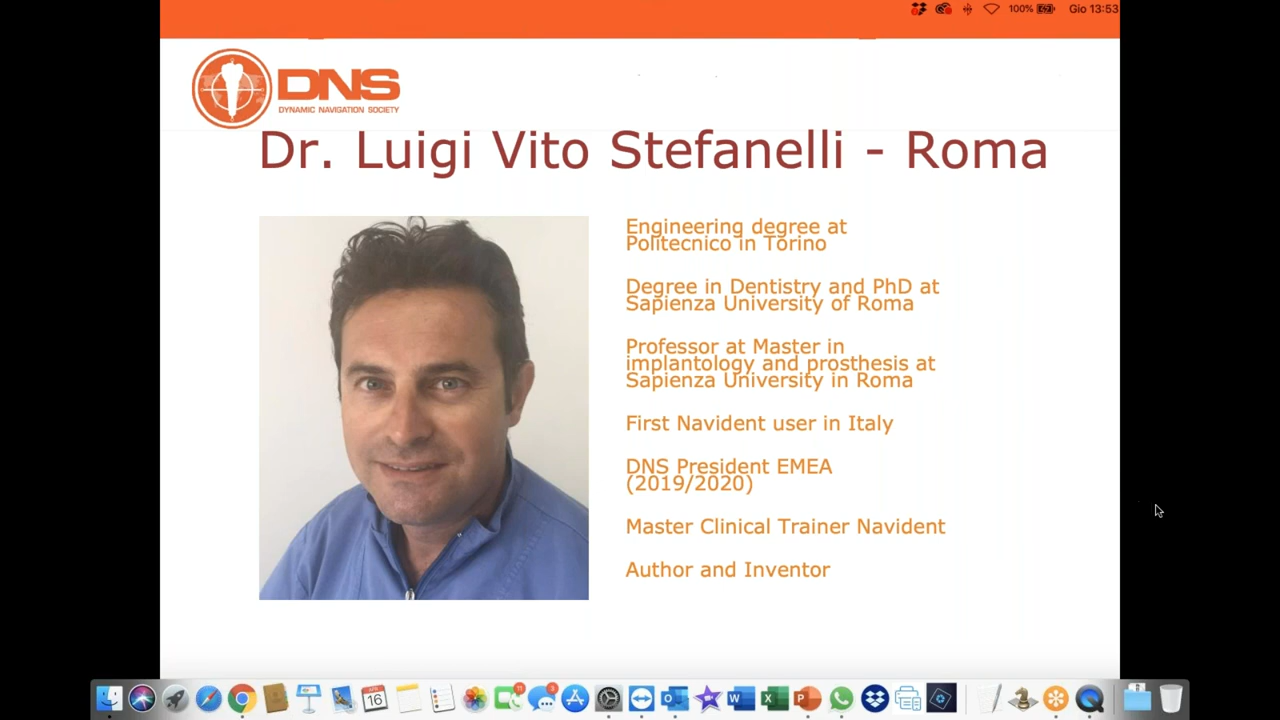 100%
Gio 13:53
DNS
DYNAMIC NAVIGATION SOCIETY
Dr. Luigi Vito Stefanelli - Roma
Engineering degree at
Politecnico in Torino
Degree in Dentistry and PhD at
Sapienza University of Roma
Professor at Master in
implantology and prosthesis at
Sapienza University in Roma
First Navident user in Italy
DNS President EMEA
(2019/2020)
Master Clinical Trainer Navident
Author and Inventor
16